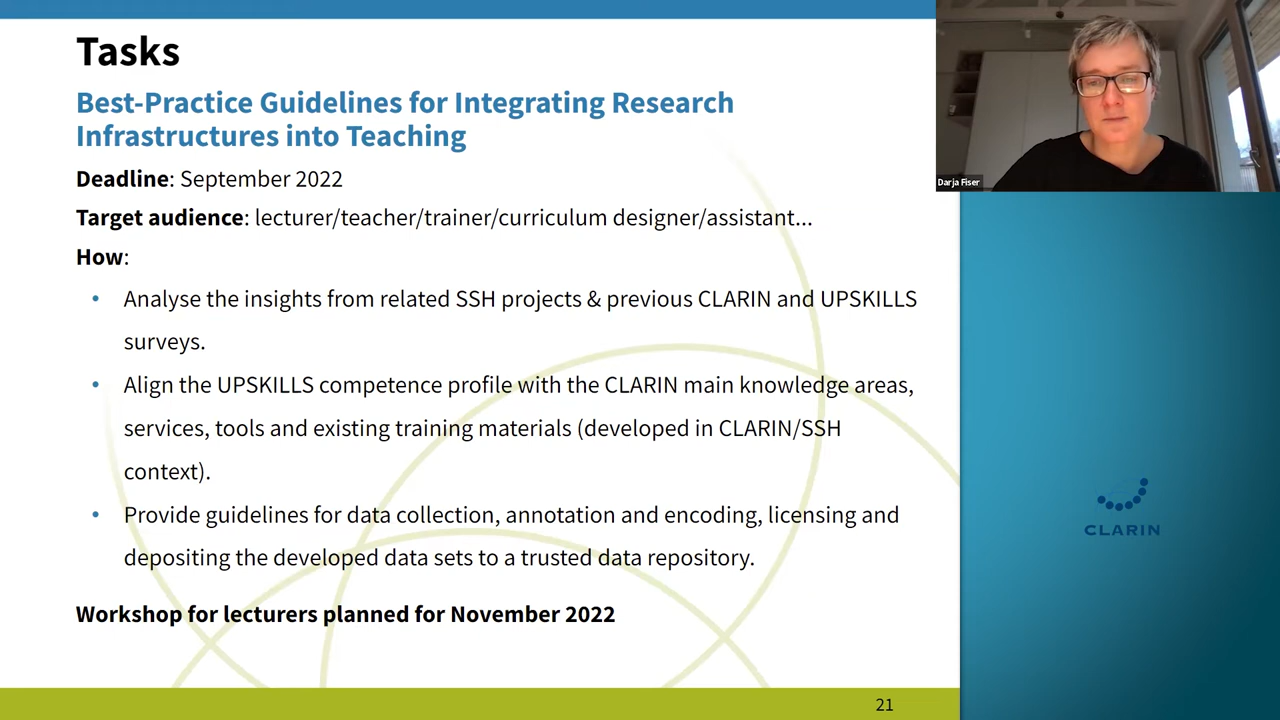 Tasks
Best-Practice Guidelines for Integrating Research
Infrastructures into Teaching
Deadline: September 2022
Target audience: lecturer/teacher/trainer/curriculum designer/assistant...
How:
• Analyse the insights from related SSH projects & previous CLARIN and UPSKILLS
surveys.
• Align the UPSKILLS competence profile with the CLARIN main knowledge areas,
services, tools and existing training materials (developed in CLARIN/SSH
context).
• Provide guidelines for data collection, annotation and encoding, licensing and
depositing the developed data sets to a trusted data repository.
Workshop for lecturers planned for November 2022
21
Darja Fiser
CLARIN